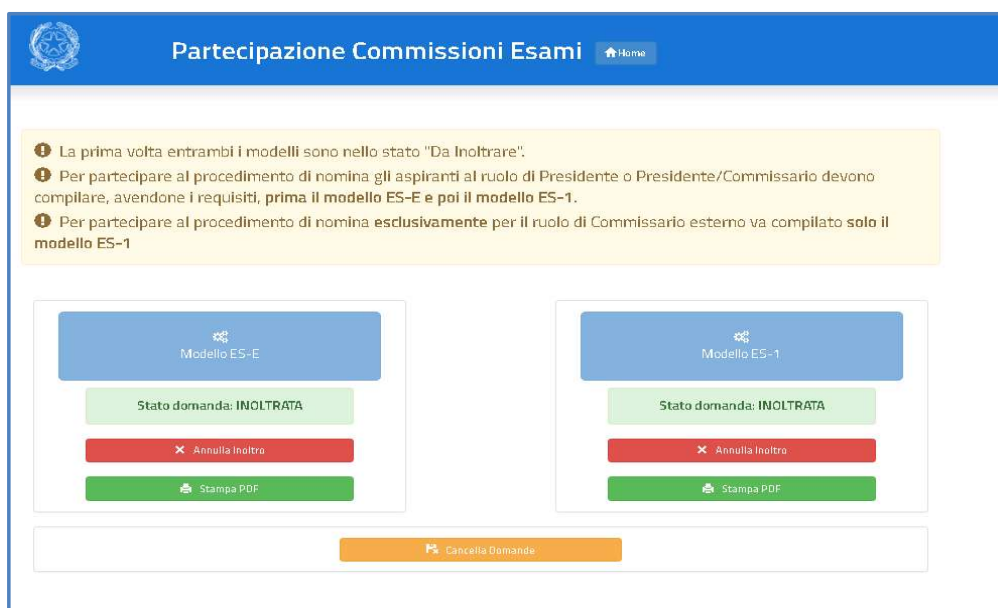 Partecipazione Commissioni Esami
Home
La prima volta entrambi i modelli sono nello stato "Da Inoltrare".
Per partecipare al procedimento di nomina gli aspiranti al ruolo di Presidente o Presidente/Commissario devono
compilare, avendone i requisiti, prima il modello ES-E e poi il modello ES-1.
Per partecipare al procedimento di nomina esclusivamente per il ruolo di Commissario esterno va compilato solo il
modello ES-1
Modello ES-E
Stato domanda: INOLTRATA
Annulla Inoltro
Stampa PDF
Modello ES-1
Stato domanda: INOLTRATA
Annulla Inoltro
Stampa PDF
Cancella Domande